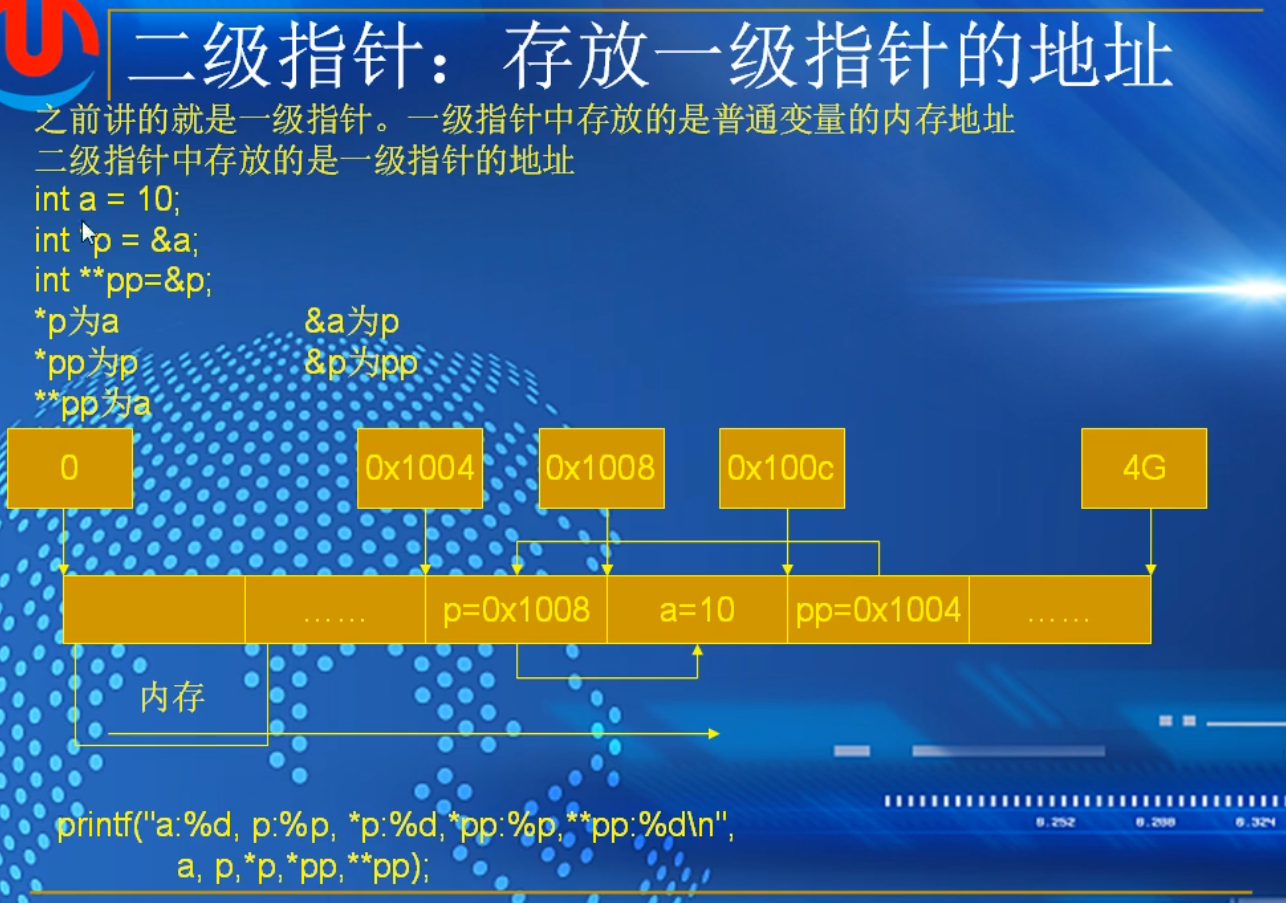 二级指针：存放一级指针的地址
之前讲的就是一级指针。一级指针中存放的是普通变量的内存地址
二级指针中存放的是一级指针的地址
int a = 10;
int *p = &a;
int **pp=&p;
*p为a &a为p
*pp为p &p为pp
**pp为a
0 0x1004 0x1008 0x100c 4G
…… p=0x1008 a=10 pp=0x1004 ……
内存
printf("a:%d, p:%p, *p:%d,*pp:%p,**pp:%d\n",
a, p,*p,*pp,**pp);
0.252 0.288 0.324